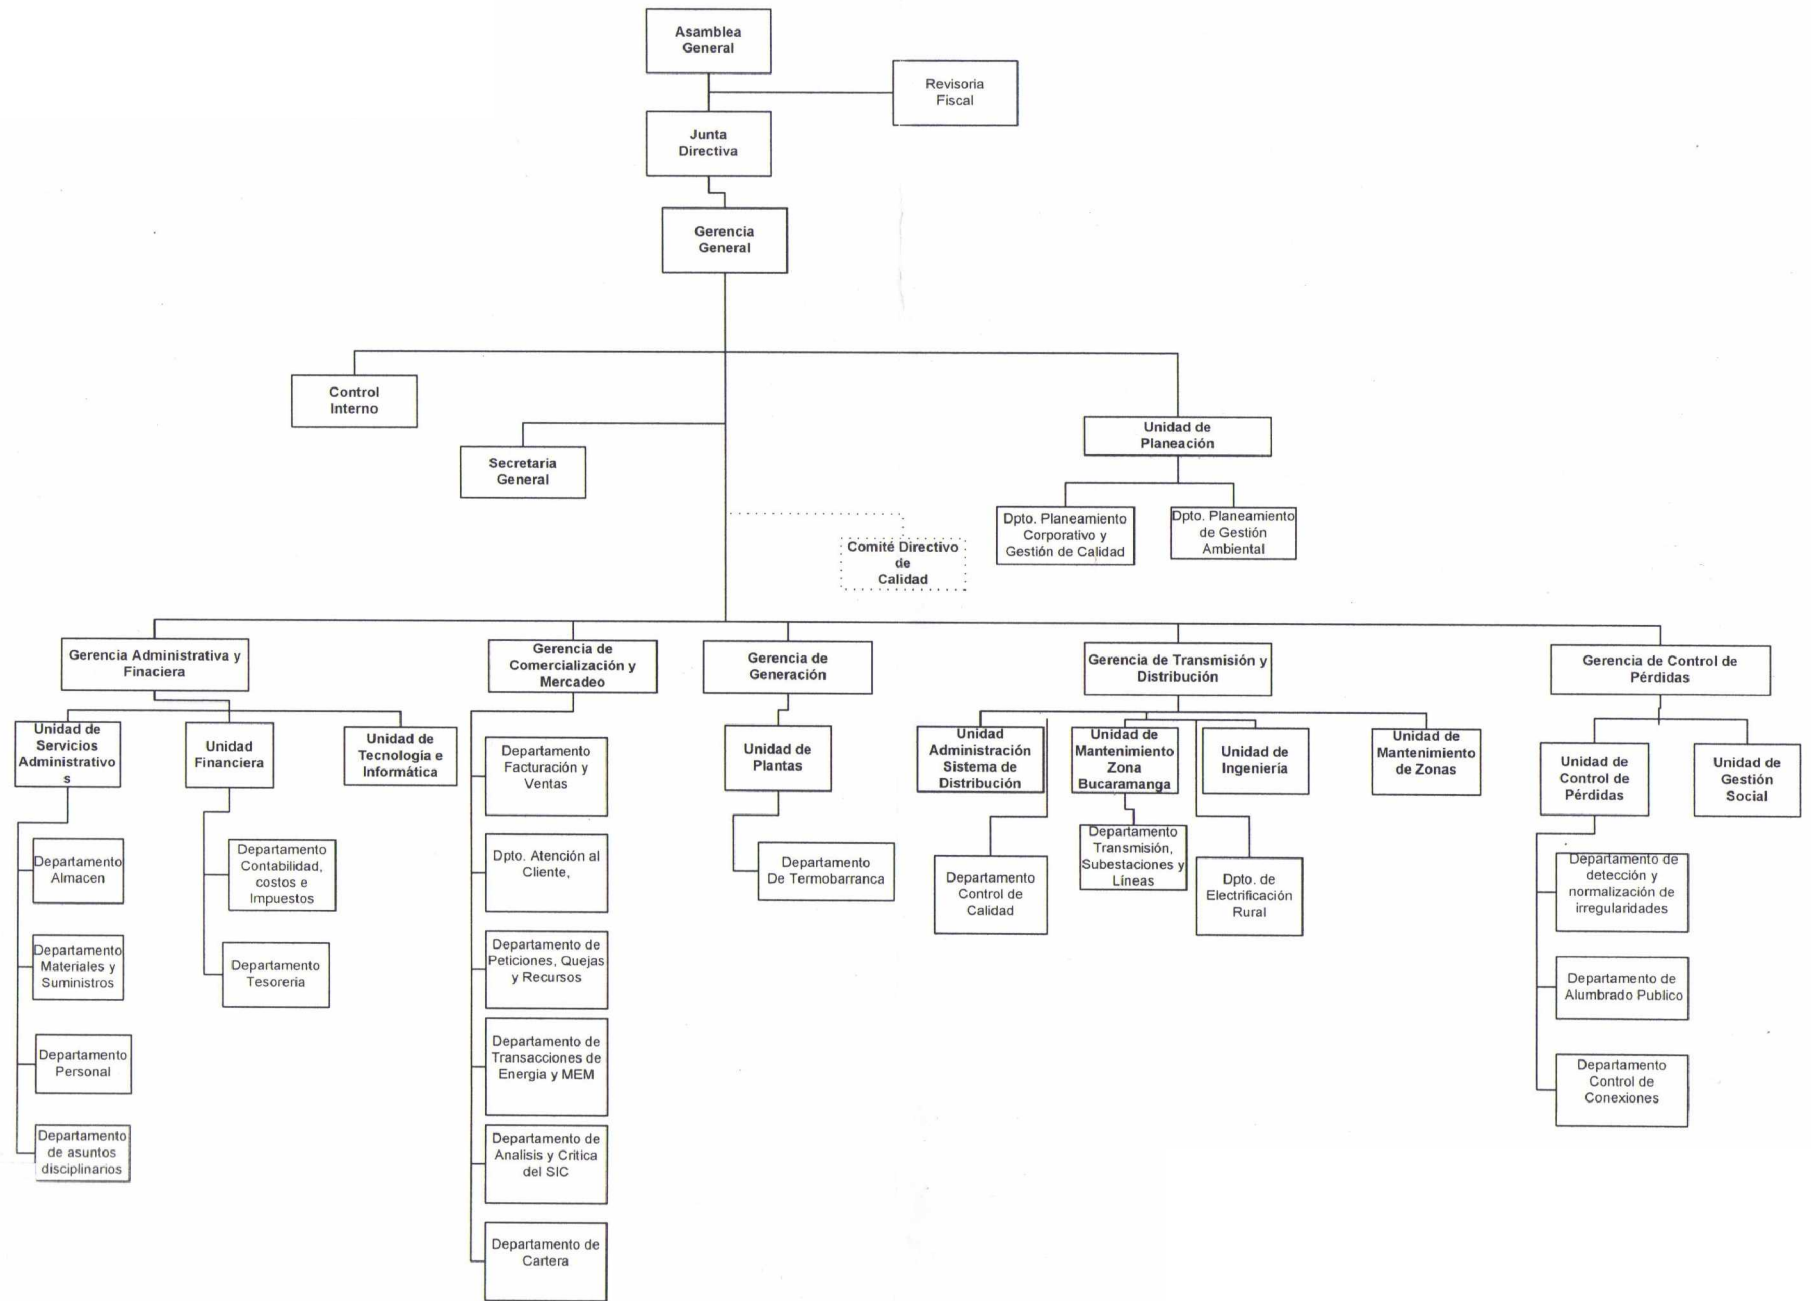 Asamblea
General
Revisoria
Fiscal
Junta
Directiva
Gerencia
General
Control
Interno
Secretaria
General
Unidad de
Planeación
Dpto. Planeamiento
Corporativo y
Gestión de Calidad
Dpto. Planeamiento
de Gestión
Ambiental
Comité Directivo
de
Calidad
Gerencia Administrativa y
Finaciera
Gerencia de
Comercialización y
Mercadeo
Gerencia de
Generación
Gerencia de Transmisión y
Distribución
Gerencia de Control de
Pérdidas
Unidad de
Servicios
Administrativo
s
Unidad
Financiera
Unidad de
Tecnología e
Informática
Departamento
Facturación y
Ventas
Unidad de
Plantas
Unidad
Administración
Sistema de
Distribución
Unidad de
Mantenimiento
Zona
Bucaramanga
Unidad de
Ingeniería
Unidad de
Mantenimiento
de Zonas
Unidad de
Control de
Pérdidas
Unidad de
Gestión
Social
Departamento
Almacen
Departamento
Contabilidad,
costos e
Impuestos
Dpto. Atención al
Cliente,
Departamento
De Termobarranca
Departamento
Control de
Calidad
Departamento
Transmisión,
Subestaciones y
Líneas
Dpto. de
Electrificación
Rural
Departamento de
detección y
normalización de
irregularidades
Departamento
Materiales y
Suministros
Departamento
Tesoreria
Departamento de
Peticiones, Quejas
y Recursos
Departamento de
Alumbrado Publico
Departamento
Personal
Departamento de
Transacciones de
Energia y MEM
Departamento
Control de
Conexiones
Departamento
de asuntos
disciplinarios
Departamento de
Analisis y Critica
del SIC
Departamento de
Cartera